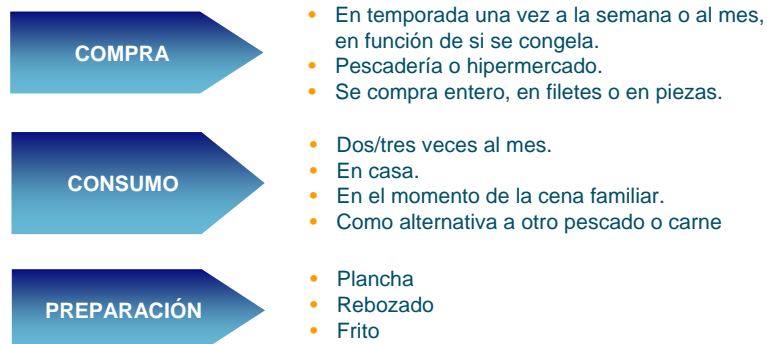 COMPRA
• En temporada una vez a la semana o al mes,
en función de si se congela.
• Pescadería o hipermercado.
• Se compra entero, en filetes o en piezas.
CONSUMO
• Dos/tres veces al mes.
• En casa.
• En el momento de la cena familiar.
• Como alternativa a otro pescado o carne
PREPARACIÓN
• Plancha
• Rebozado
• Frito